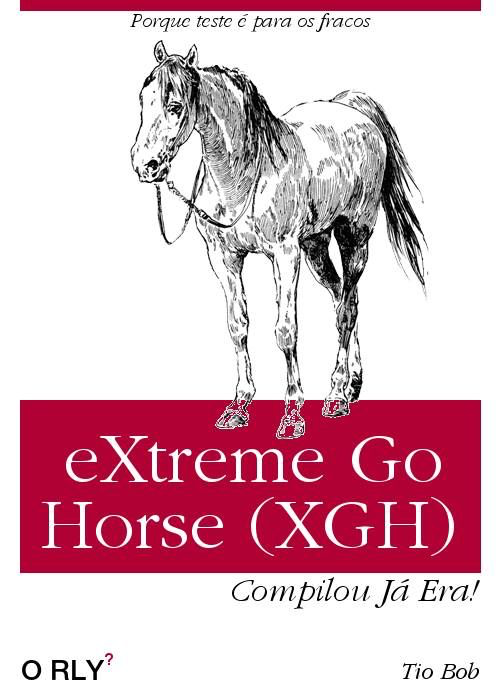 Porque teste é para os fracos
eXtreme Go
Horse (XGH)
Compilou Já Era!
O RLY?
Tio Bob